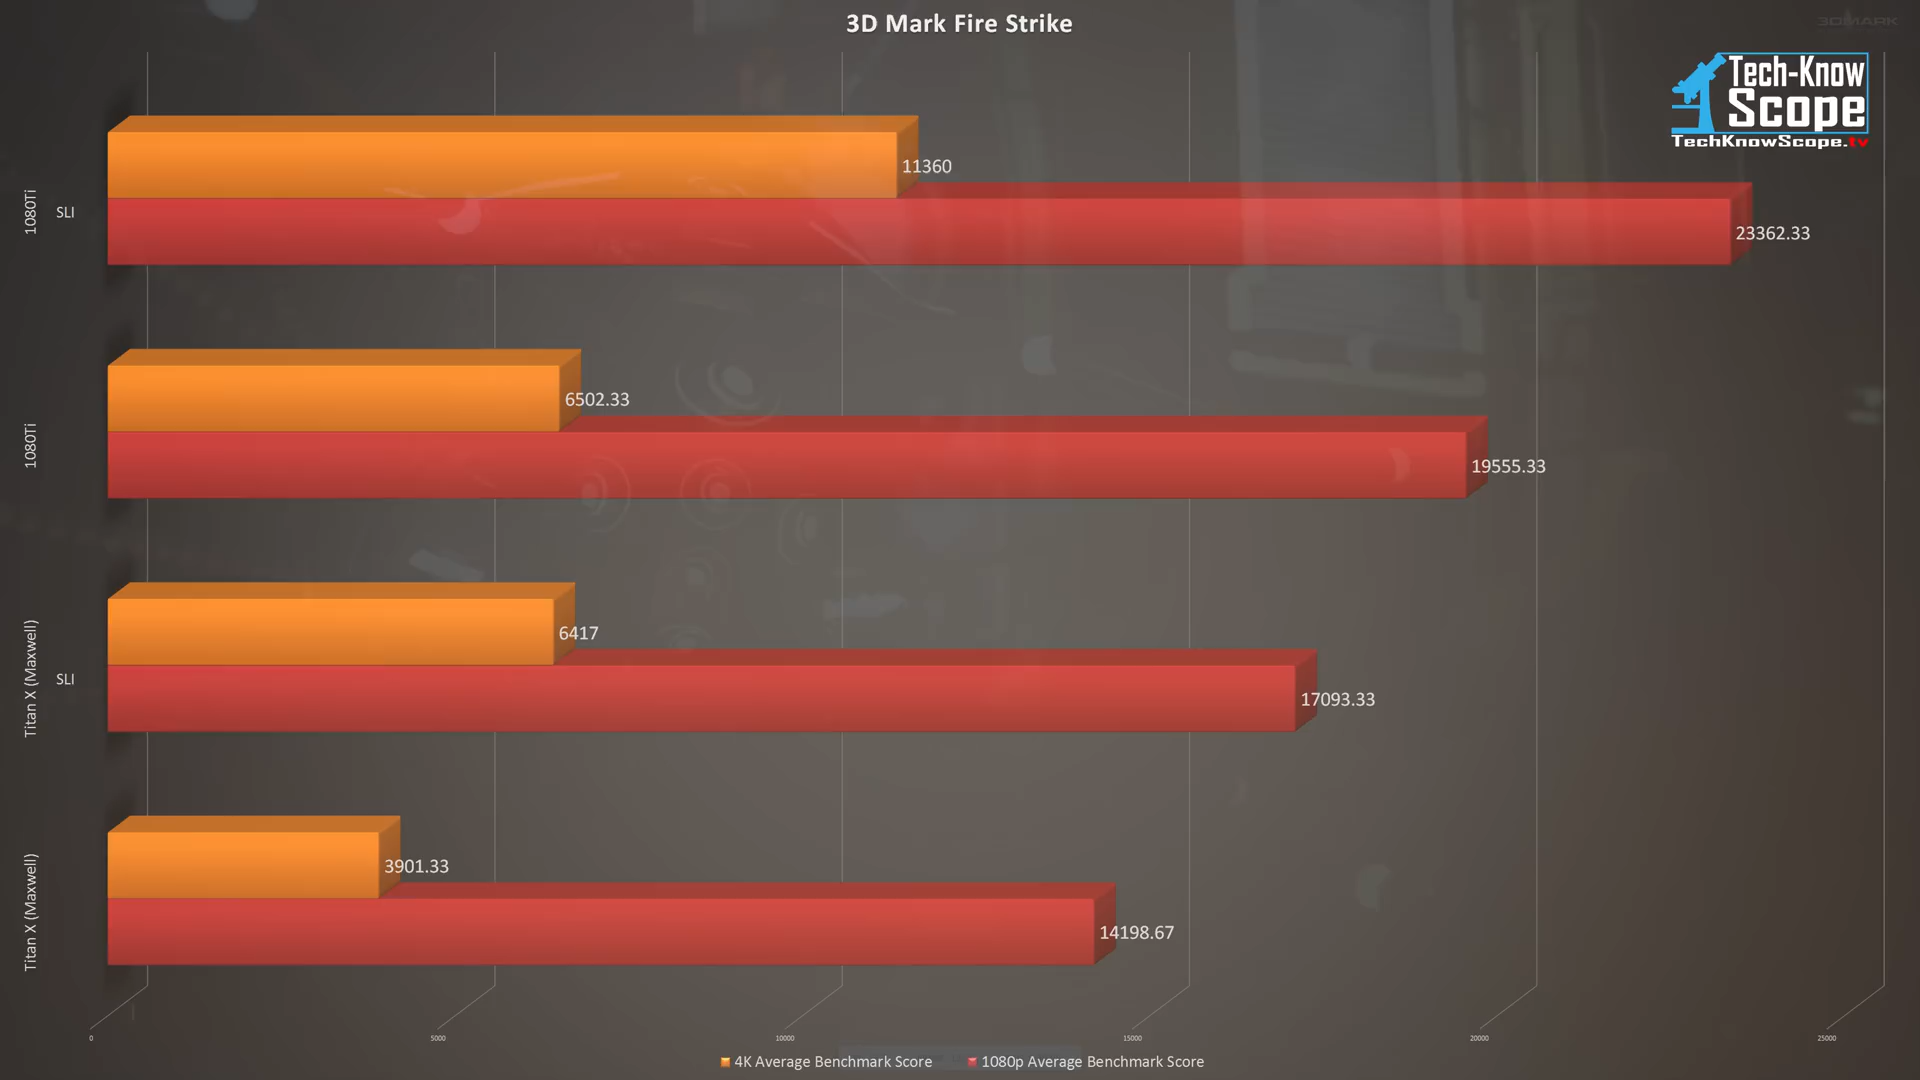 3D Mark Fire Strike
3DMARK
Tech-Know
Scope
TechKnowScope.tv
1080Ti
SLI
11360
23362.33
1080Ti
6502.33
19555.33
Titan X (Maxwell)
SLI
6417
17093.33
Titan X (Maxwell)
3901.33
14198.67
0
5000
10000
15000
20000
25000
4K Average Benchmark Score
1080p Average Benchmark Score